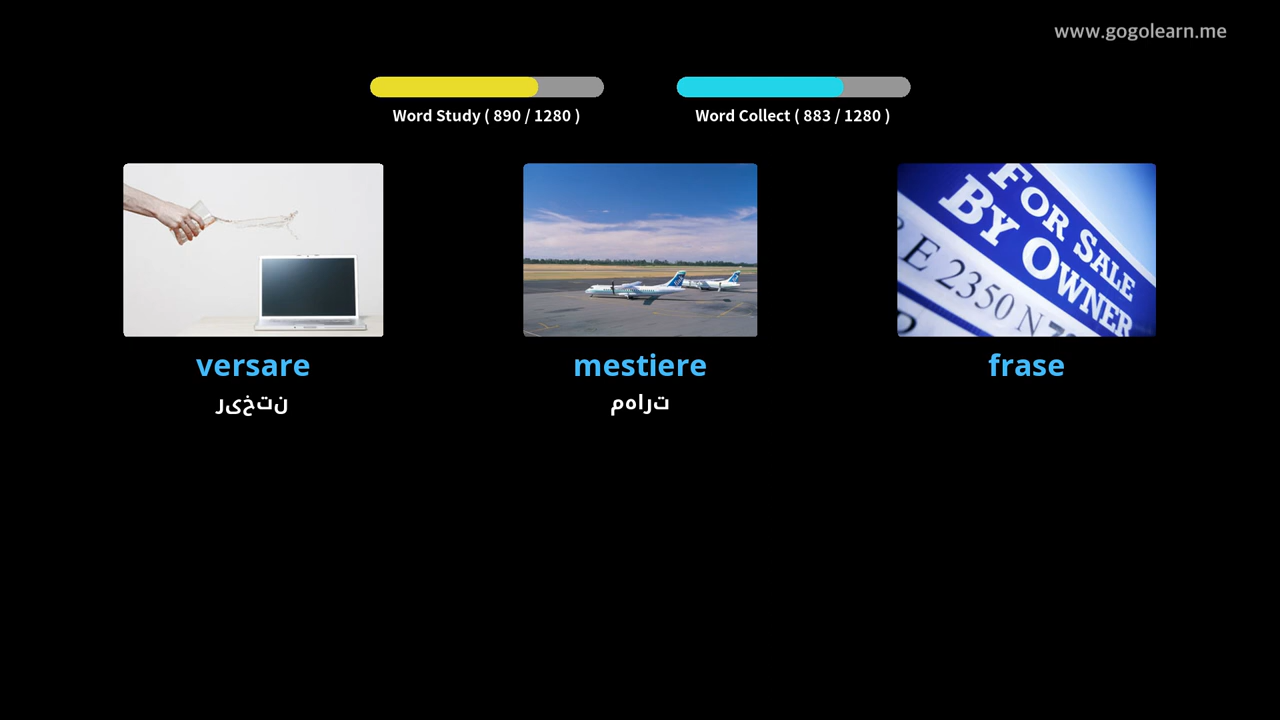 www.gogolearn.me
Word Study ( 890 / 1280 )
Word Collect ( 883 / 1280 )
FOR SALE
BY OWNER
E 2350 N
versare
mestiere
frase
ریختن
مهارت